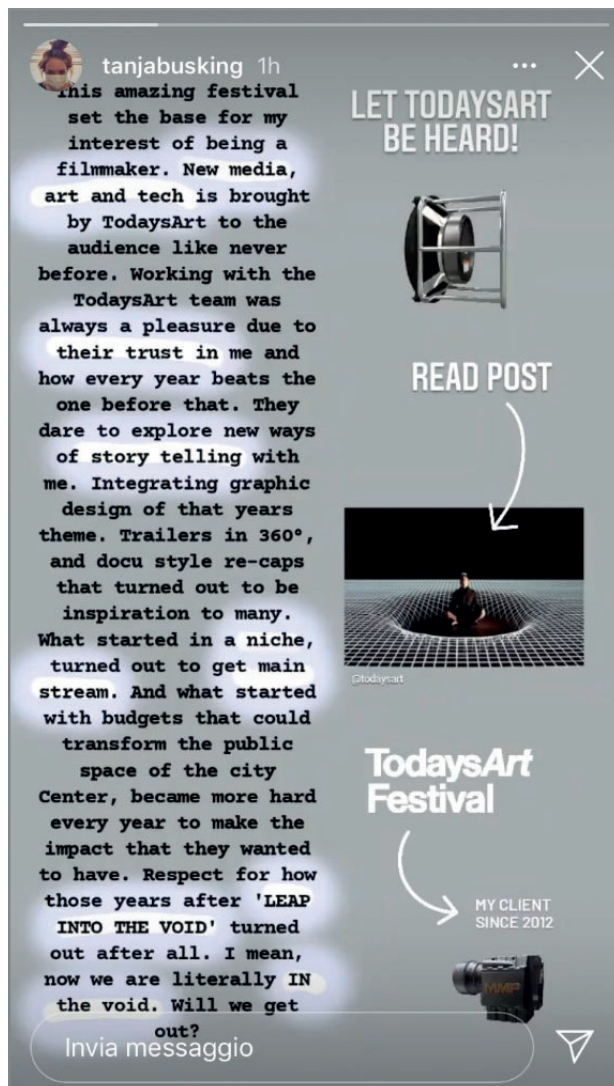 tanjabusking 1h
This amazing festival
set the base for my
interest of being a
filmmaker. New media,
art and tech is brought
by TodaysArt to the
audience like never
before. Working with the
TodaysArt team was
always a pleasure due to
their trust in me and
how every year beats the
one before that. They
dare to explore new ways
of story telling with
me. Integrating graphic
design of that years
theme. Trailers in 360°,
and docu style re-caps
that turned out to be
inspiration to many.
What started in a niche,
turned out to get main
stream. And what started
with budgets that could
transform the public
space of the city
Center, became more hard
every year to make the
impact that they wanted
to have. Respect for how
those years after 'LEAP
INTO THE VOID' turned
out after all. I mean,
now we are literally IN
the void. Will we get
out?
LET TODAYSART
BE HEARD!
READ POST
@todaysart
TodaysArt
Festival
MY CLIENT
SINCE 2012
MMP
Invia messaggio